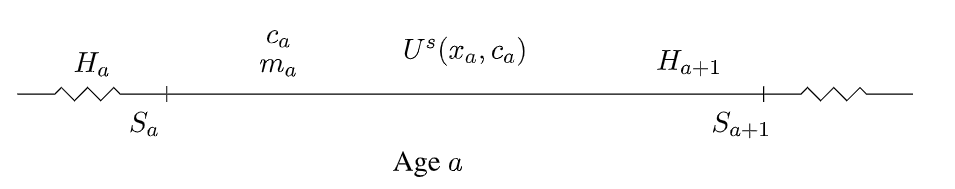 H_a
c_a
m_a
U^s(x_a, c_a)
H_{a+1}
S_a
S_{a+1}
Age a